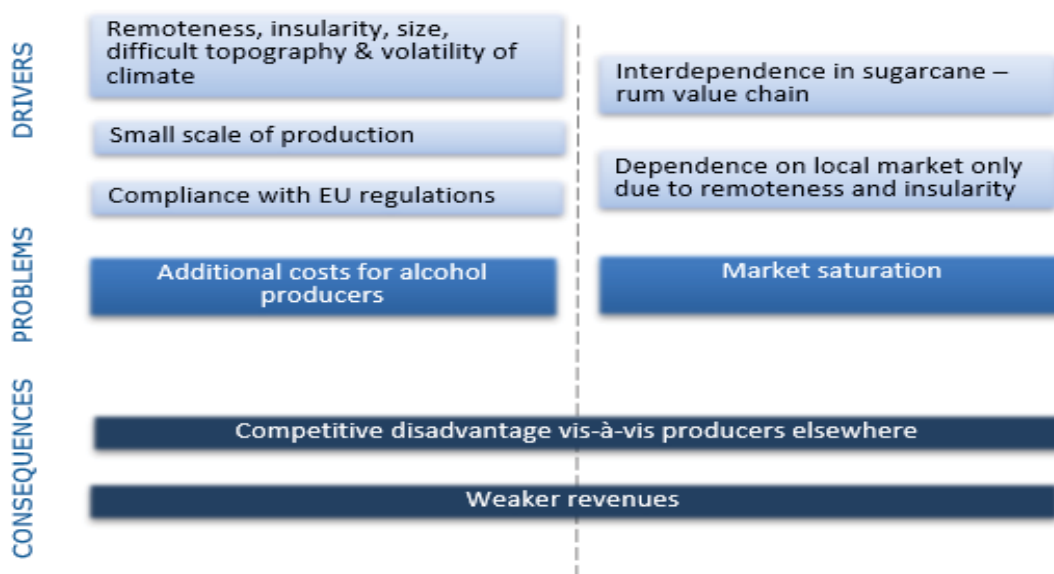 DRIVERS
Remoteness, insularity, size,
difficult topography & volatility of
climate
Small scale of production
Compliance with EU regulations
Interdependence in sugarcane –
rum value chain
Dependence on local market only
due to remoteness and insularity
PROBLEMS
Additional costs for alcohol
producers
Market saturation
CONSEQUENCES
Competitive disadvantage vis-à-vis producers elsewhere
Weaker revenues